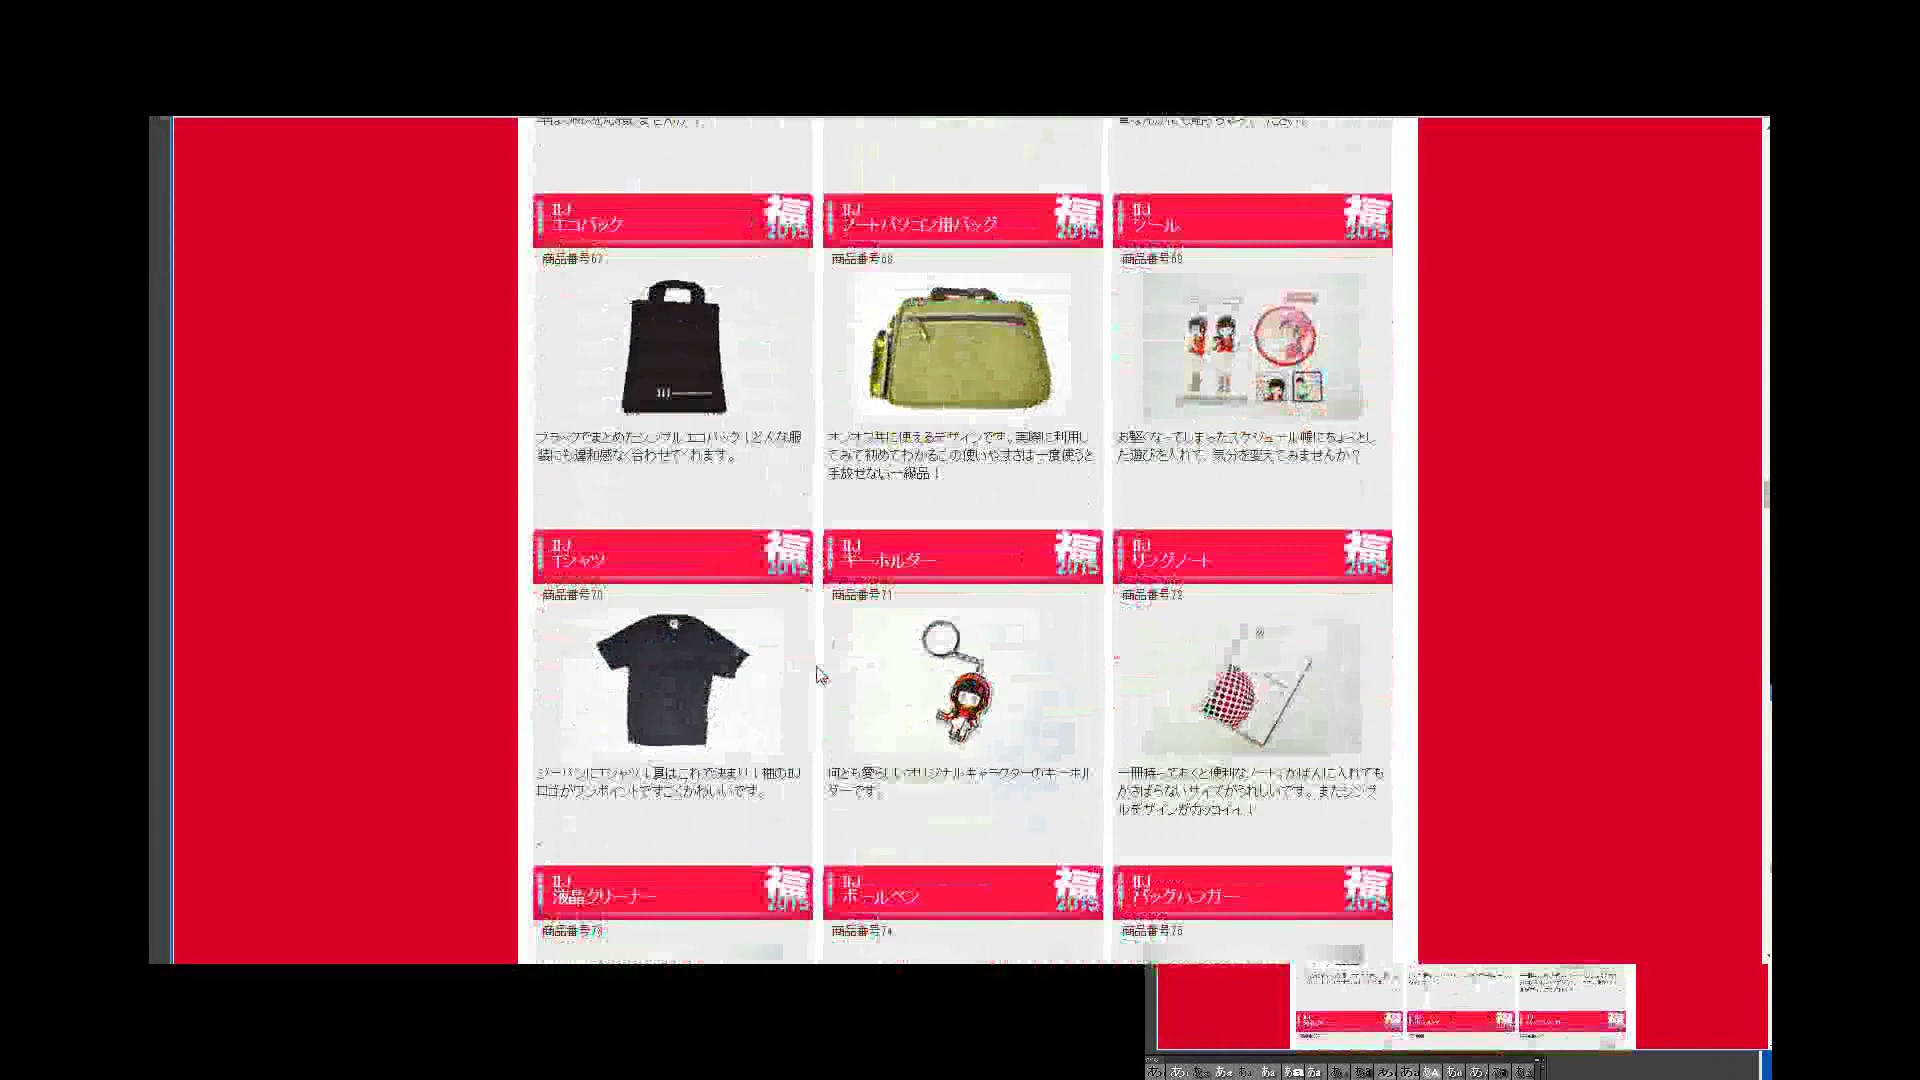 IIJ
エコバック
福
2015
IIJ
ノートパソコン用バッグ
福
2015
IIJ
シール
福
2015
商品番号67
商品番号68
商品番号69
ブラックでまとめたシンプルエコバック！どんな服
装にも違和感なく合わせてくれます。
オンオフ共に使えるデザインです。実際に利用し
てみて初めてわかるこの使いやすさは一度使うと
手放せない一級品！
お堅くなってしまったスケジュール帳にちょっとし
た遊びを入れて、気分を変えてみませんか？
IIJ
Tシャツ
福
2015
IIJ
キーホルダー
福
2015
IIJ
リングノート
福
2015
商品番号70
商品番号71
商品番号72
ジーパンにTシャツ！夏はこれで決まり！袖のIIJ
ロゴがワンポイントですごくかわいいです。
何とも愛らしいオリジナルキャラクターのキーホル
ダーです。
一冊持っておくと便利なノート。かばんに入れても
かさばらないサイズがうれしいです。またシンプ
ルデザインがカッコイイ！
IIJ
液晶クリーナー
福
2015
IIJ
ボールペン
福
2015
IIJ
バッグハンガー
福
2015
商品番号73
商品番号74
商品番号75